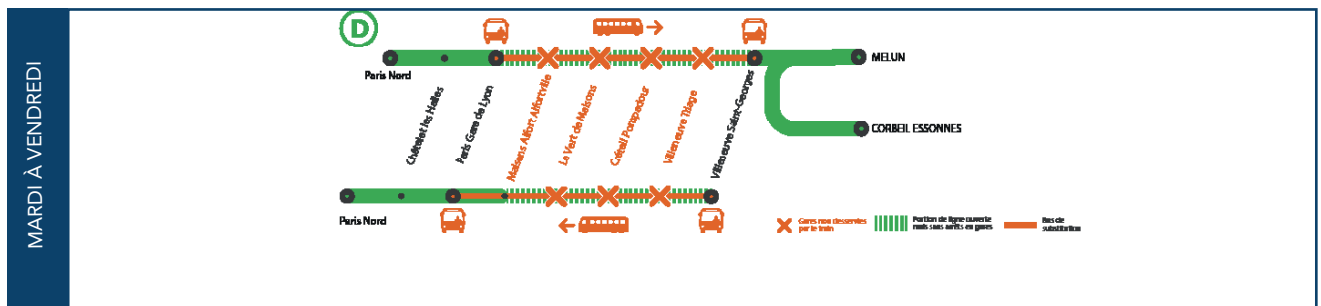 MARDI À VENDREDI
D
Paris Nord
Châtelet les Halles
Paris Gare de Lyon
Maisons Alfort Alfortville
Le Vert de Maisons
Créteil Pompadour
Villeneuve Triage
Villeneuve Saint-Georges
MELUN
CORBEIL ESSONNES
Paris Nord
Gares non desservies
par le train
Portion de ligne ouverte
mais sans arrêts en gares
Bus de
substitution